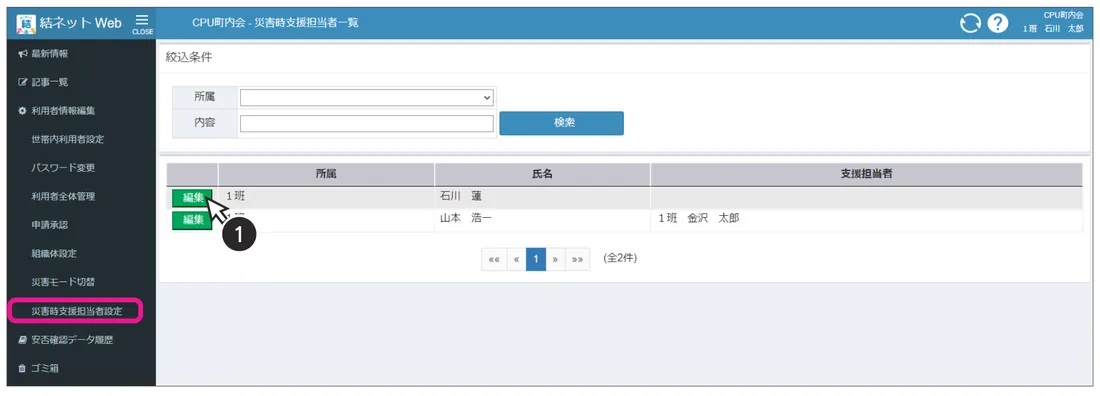 結ネット Web
CLOSE
CPU町内会 - 災害時支援担当者一覧
CPU町内会
1班 石川 太郎
最新情報
記事一覧
利用者情報編集
世帯内利用者設定
パスワード変更
利用者全体管理
申請承認
組織体設定
災害モード切替
災害時支援担当者設定
安否確認データ履歴
ゴミ箱
絞込条件
所属
内容
検索
所属 氏名 支援担当者
編集 1班 石川 蓮
編集 班 山本 浩一 1班 金沢 太郎
1
«« « 1 » »» (全2件)